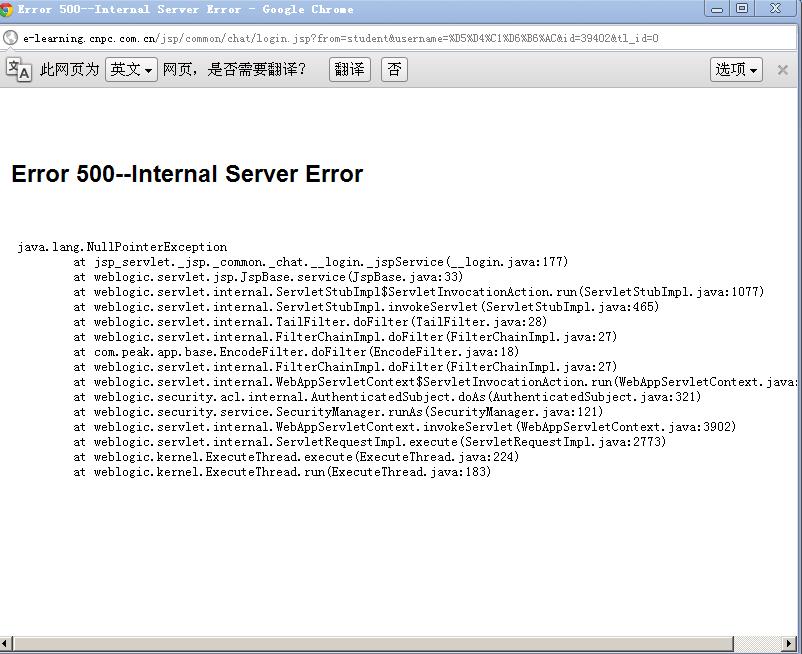 Error 500--Internal Server Error - Google Chrome
e-learning.cnpc.com.cn/jsp/common/chat/login.jsp?from=student&username=%D5%D4%C1%D6%B6%AC&id=39402&tl_id=0
此网页为 英文 网页，是否需要翻译？ 翻译 否 选项
Error 500--Internal Server Error
java.lang.NullPointerException
at jsp_servlet._jsp._common._chat.__login._jspService(__login.java:177)
at weblogic.servlet.jsp.JspBase.service(JspBase.java:33)
at weblogic.servlet.internal.ServletStubImpl$ServletInvocationAction.run(ServletStubImpl.java:1077)
at weblogic.servlet.internal.ServletStubImpl.invokeServlet(ServletStubImpl.java:465)
at weblogic.servlet.internal.TailFilter.doFilter(TailFilter.java:28)
at weblogic.servlet.internal.FilterChainImpl.doFilter(FilterChainImpl.java:27)
at com.peak.app.base.EncodeFilter.doFilter(EncodeFilter.java:18)
at weblogic.servlet.internal.FilterChainImpl.doFilter(FilterChainImpl.java:27)
at weblogic.servlet.internal.WebAppServletContext$ServletInvocationAction.run(WebAppServletContext.java:
at weblogic.security.acl.internal.AuthenticatedSubject.doAs(AuthenticatedSubject.java:321)
at weblogic.security.service.SecurityManager.runAs(SecurityManager.java:121)
at weblogic.servlet.internal.WebAppServletContext.invokeServlet(WebAppServletContext.java:3902)
at weblogic.servlet.internal.ServletRequestImpl.execute(ServletRequestImpl.java:2773)
at weblogic.kernel.ExecuteThread.execute(ExecuteThread.java:224)
at weblogic.kernel.ExecuteThread.run(ExecuteThread.java:183)